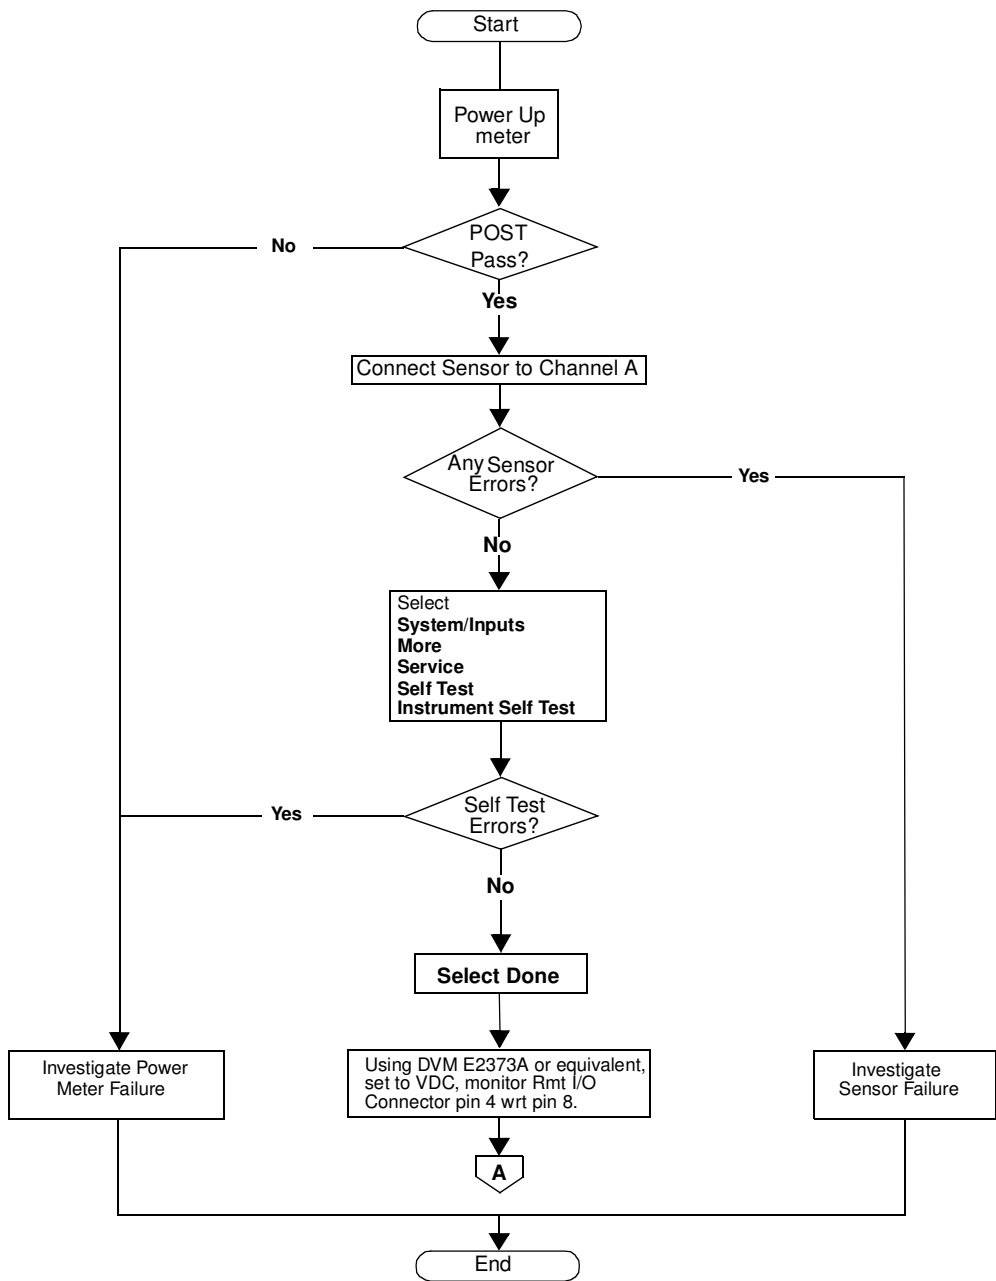 Start
Power Up
meter
POST
Pass?
No
Yes
Connect Sensor to Channel A
Any Sensor
Errors?
Yes
No
Select
System/Inputs
More
Service
Self Test
Instrument Self Test
Self Test
Errors?
Yes
No
Select Done
Investigate Power
Meter Failure
Using DVM E2373A or equivalent,
set to VDC, monitor Rmt I/O
Connector pin 4 wrt pin 8.
Investigate
Sensor Failure
A
End